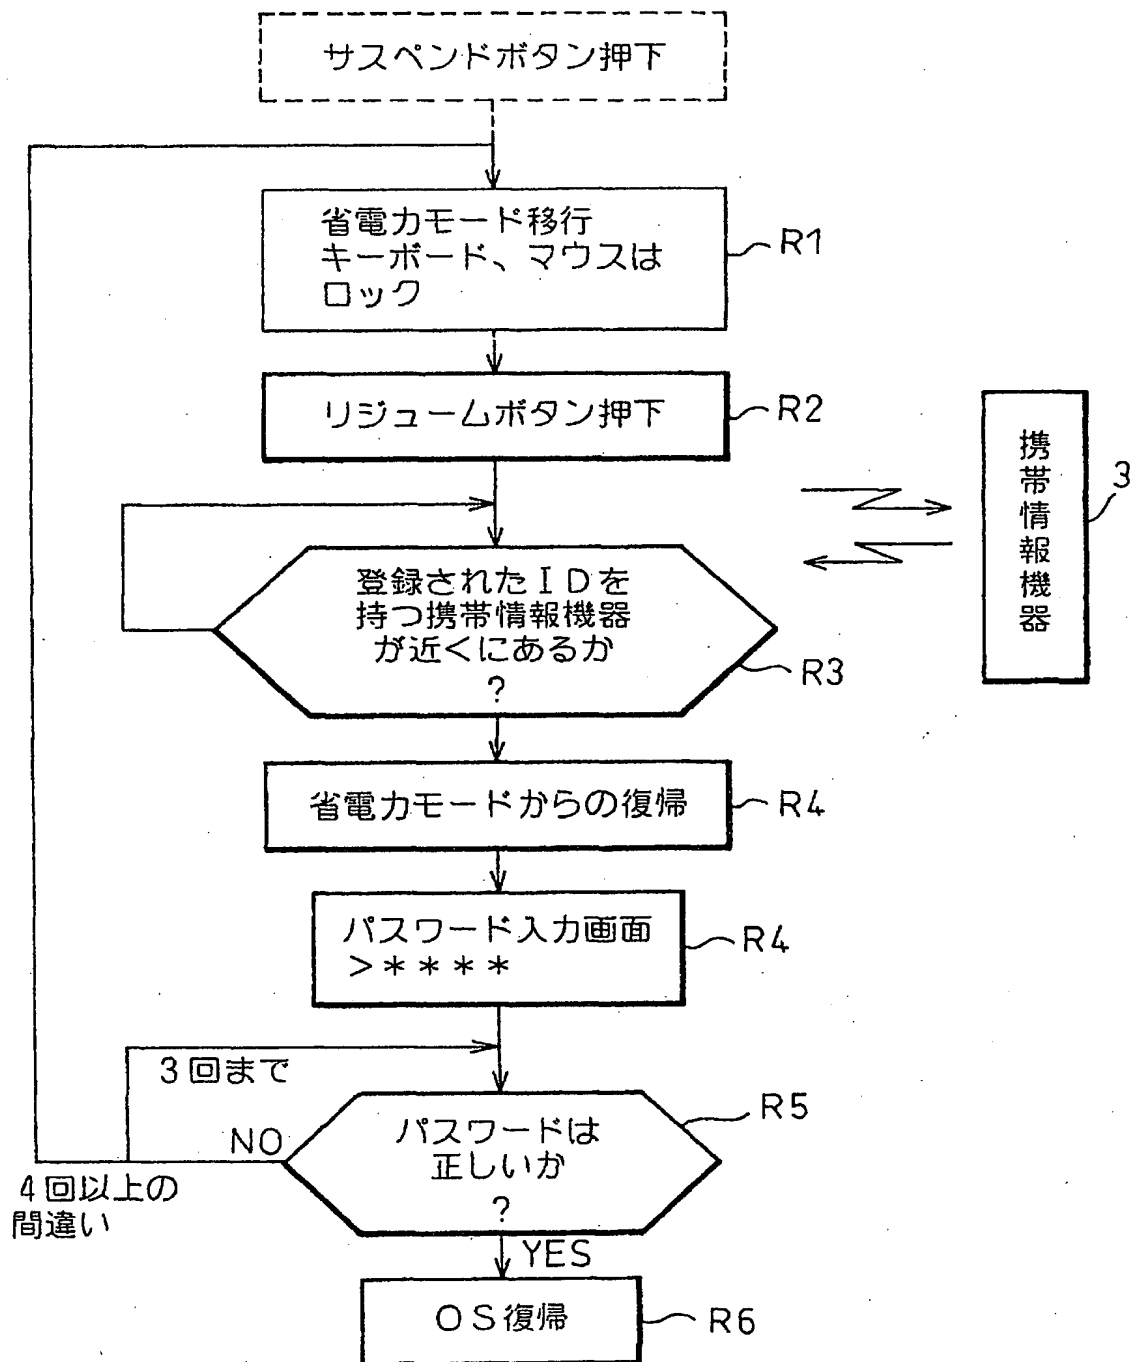 サスペンドボタン押下
省電力モード移行
キーボード、マウスは
ロック
R1
リジュームボタン押下
R2
携帯情報機器
3
登録されたIDを
持つ携帯情報機器
が近くにあるか
?
R3
省電力モードからの復帰
R4
パスワード入力画面
>****
R4
3回まで
パスワードは
正しいか
?
R5
NO
4回以上の
間違い
YES
OS復帰
R6